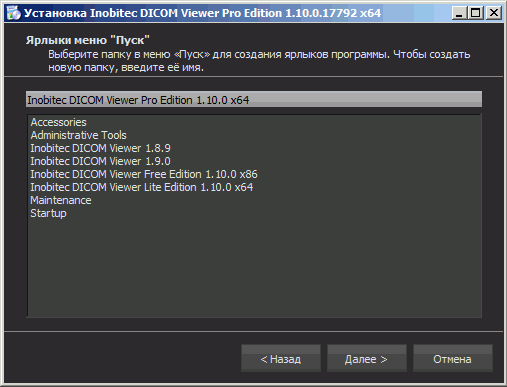 Установка Inobitec DICOM Viewer Pro Edition 1.10.0.17792 x64
Ярлыки меню "Пуск"
Выберите папку в меню «Пуск» для создания ярлыков программы. Чтобы создать
новую папку, введите её имя.
Inobitec DICOM Viewer Pro Edition 1.10.0 x64
Accessories
Administrative Tools
Inobitec DICOM Viewer 1.8.9
Inobitec DICOM Viewer 1.9.0
Inobitec DICOM Viewer Free Edition 1.10.0 x86
Inobitec DICOM Viewer Lite Edition 1.10.0 x64
Maintenance
Startup
< Назад
Далее >
Отмена